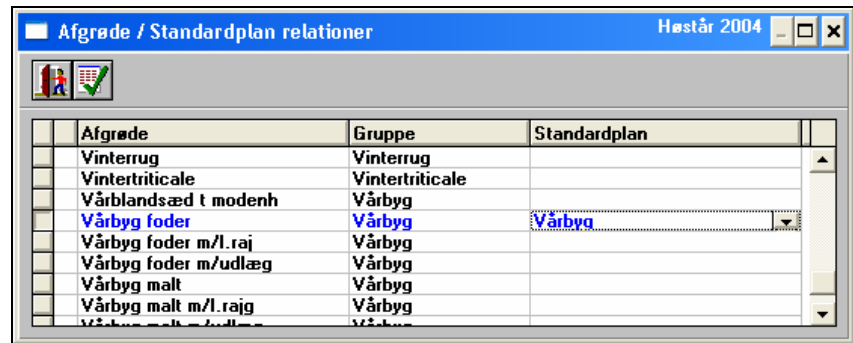 Afgrøde / Standardplan relationer Høstår 2004
Afgrøde Gruppe Standardplan
Vinterrug Vinterrug
Vintertriticale Vintertriticale
Vårblandsæd t modenh Vårbyg
Vårbyg foder Vårbyg Vårbyg
Vårbyg foder m/l.raj Vårbyg
Vårbyg foder m/udlæg Vårbyg
Vårbyg malt Vårbyg
Vårbyg malt m/l.rajg Vårbyg